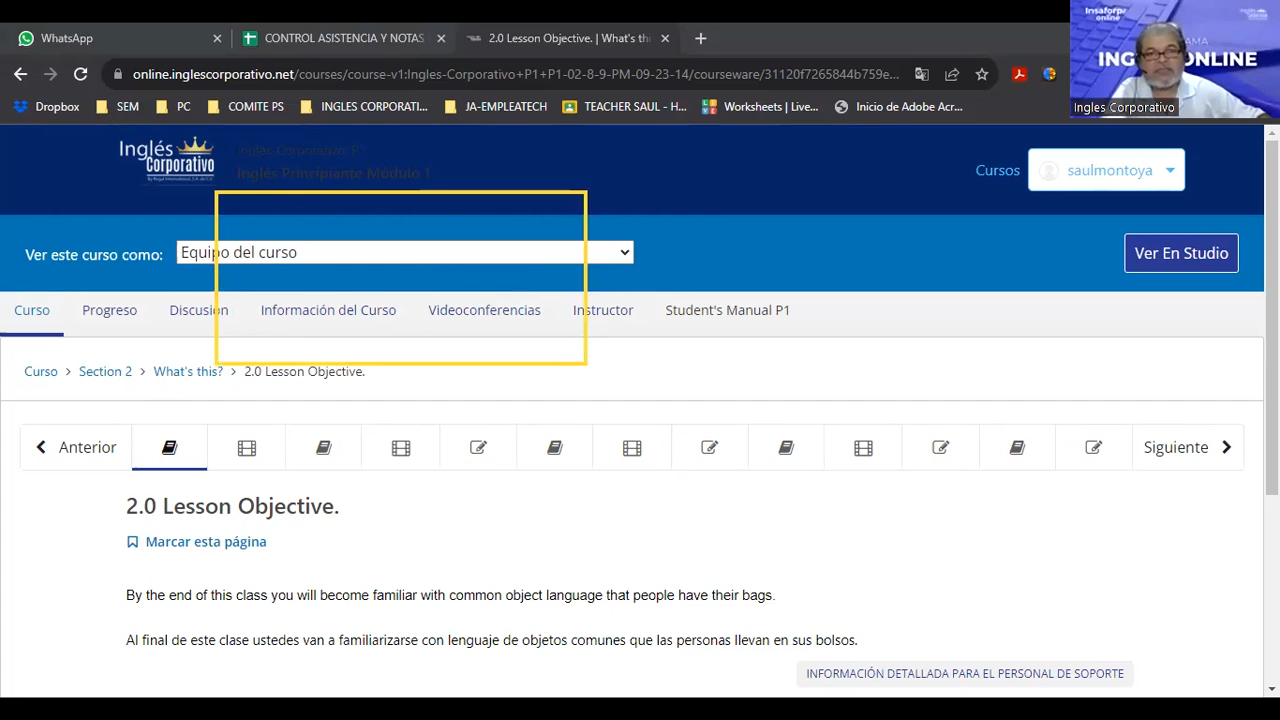 WhatsApp
CONTROL ASISTENCIA Y NOTAS
2.0 Lesson Objective. | What's thi
online.inglescorporativo.net/courses/course-v1:Ingles-Corporativo+P1+P1-02-8-9-PM-09-23-14/courseware/31120f7265844b759e...
Dropbox
SEM
PC
COMITE PS
INGLES CORPORATI...
JA-EMPLEATECH
TEACHER SAUL - H...
Worksheets | Live...
Inicio de Adobe Acr...
Insaforp
online
INGL
ONLINE
Ingles Corporativo
Inglés
Corporativo
Inglés Corporativo: P1
Inglés Principiante Módulo 1
Cursos
saulmontoya
Ver este curso como:
Equipo del curso
Ver En Studio
Curso
Progreso
Discusión
Información del Curso
Videoconferencias
Instructor
Student's Manual P1
Curso > Section 2 > What's this? > 2.0 Lesson Objective.
Anterior
Siguiente
2.0 Lesson Objective.
Marcar esta página
By the end of this class you will become familiar with common object language that people have their bags.
Al final de este clase ustedes van a familiarizarse con lenguaje de objetos comunes que las personas llevan en sus bolsos.
INFORMACIÓN DETALLADA PARA EL PERSONAL DE SOPORTE